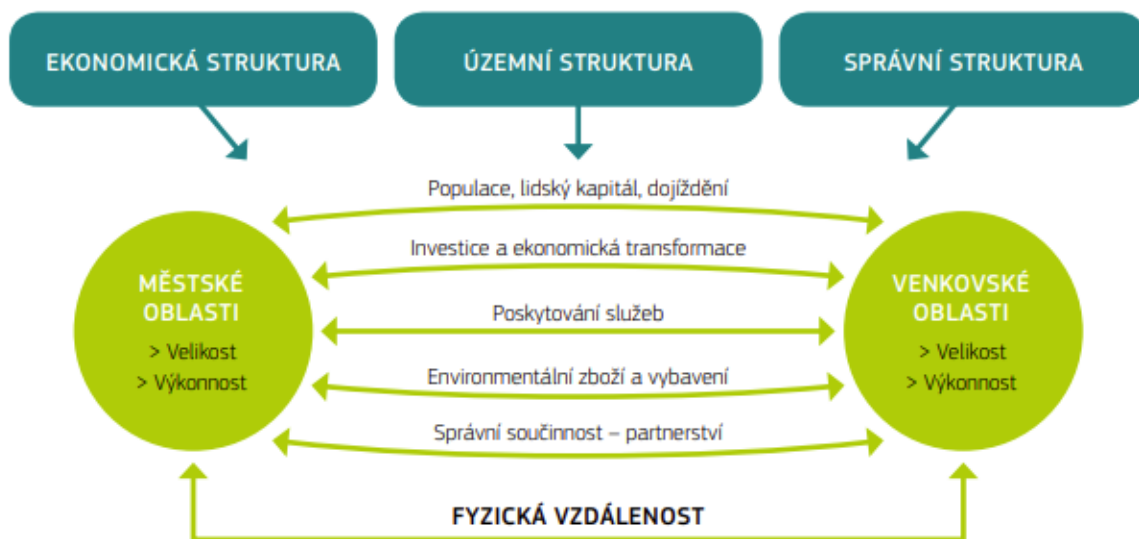 EKONOMICKÁ STRUKTURA
ÚZEMNÍ STRUKTURA
SPRÁVNÍ STRUKTURA
Populace, lidský kapitál, dojíždění
Investice a ekonomická transformace
Poskytování služeb
Environmentální zboží a vybavení
Správní součinnost – partnerství
MĚSTSKÉ
OBLASTI
> Velikost
> Výkonnost
VENKOVSKÉ
OBLASTI
> Velikost
> Výkonnost
FYZICKÁ VZDÁLENOST